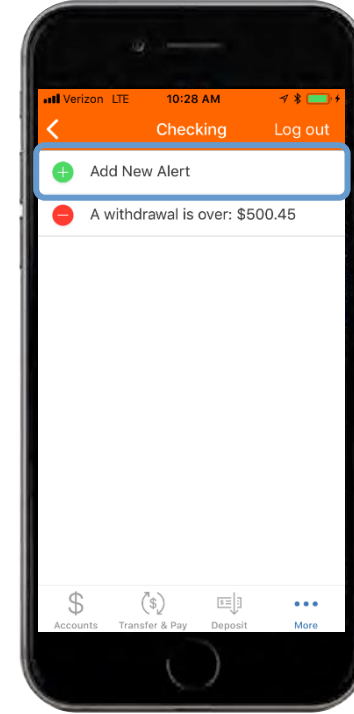 Verizon LTE 10:28 AM
Checking Log out
Add New Alert
A withdrawal is over: $500.45
Accounts Transfer & Pay Deposit More